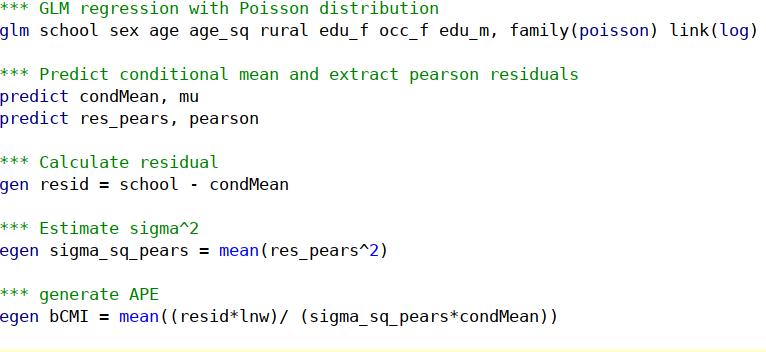 *** GLM regression with Poisson distribution
glm school sex age age_sq rural edu_f occ_f edu_m, family(poisson) link(log)
*** Predict conditional mean and extract pearson residuals
predict condMean, mu
predict res_pears, pearson
*** Calculate residual
gen resid = school - condMean
*** Estimate sigma^2
egen sigma_sq_pears = mean(res_pears^2)
*** generate APE
egen bCMI = mean((resid*lnw)/ (sigma_sq_pears*condMean))